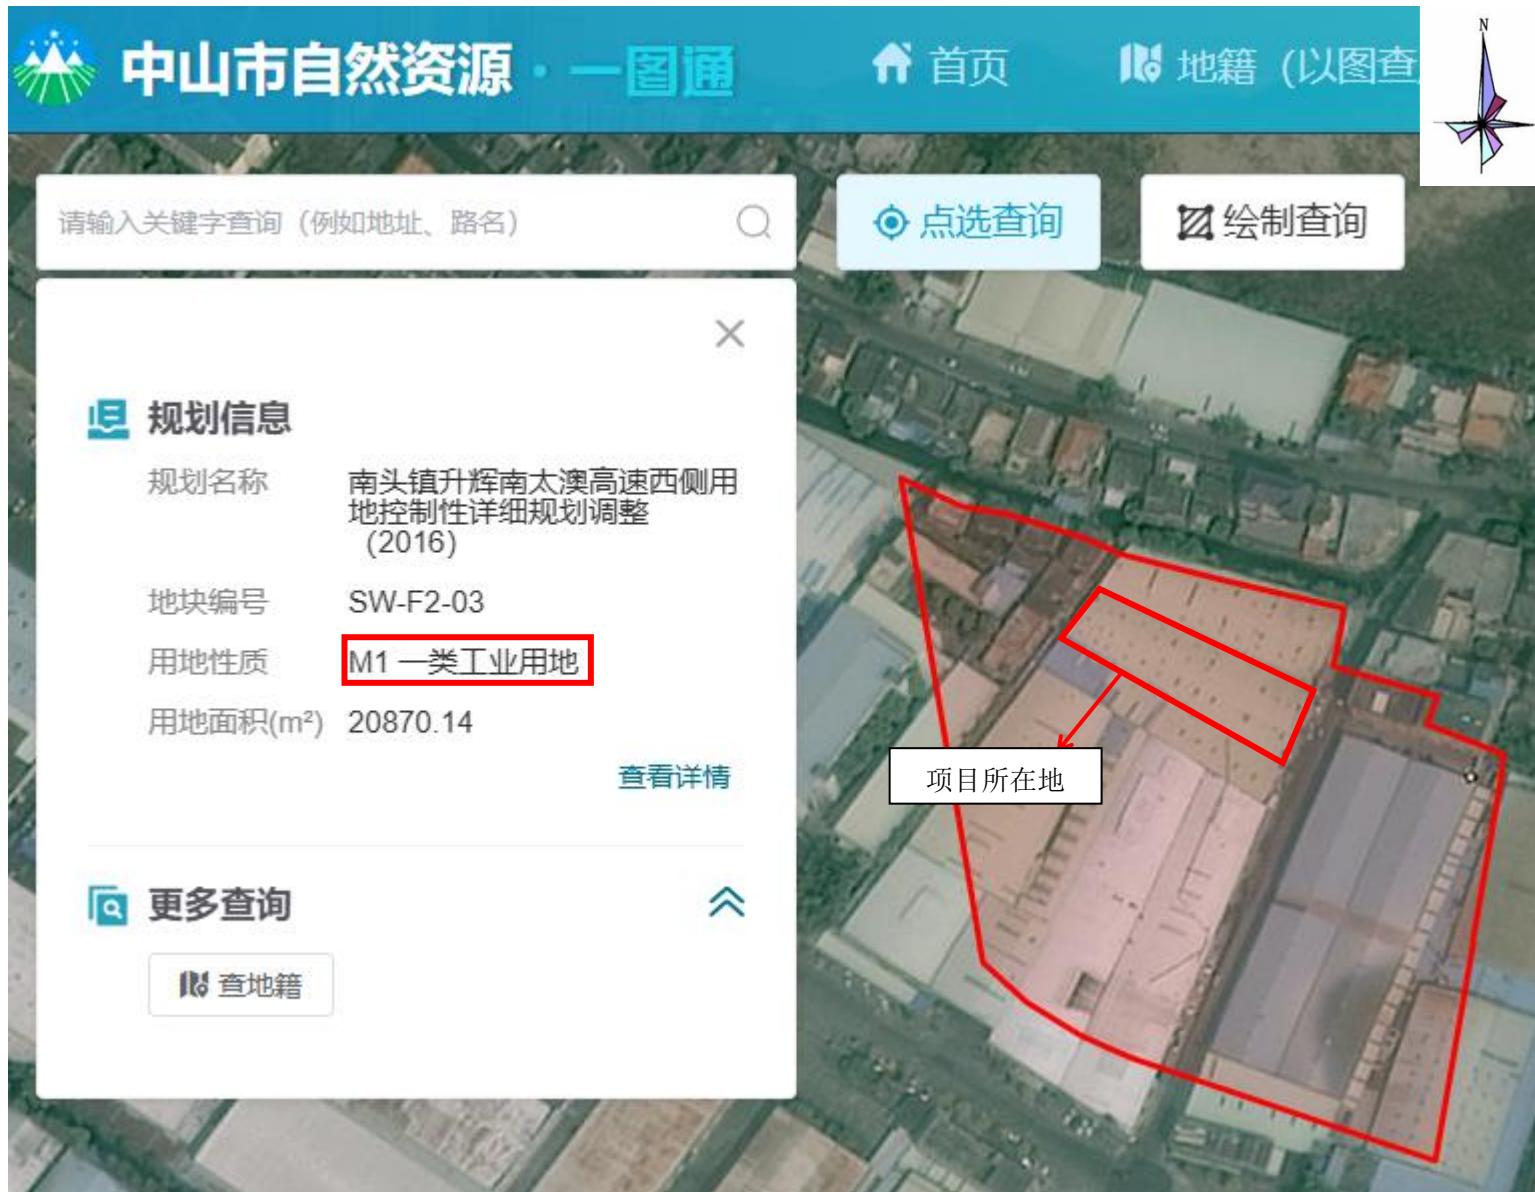 中山市自然资源·一图通
首页
地籍（以图查
N
请输入关键字查询（例如地址、路名）
点选查询
绘制查询
规划信息
规划名称
南头镇升辉南太澳高速西侧用
地控制性详细规划调整
（2016）
地块编号
SW-F2-03
用地性质
M1 一类工业用地
用地面积(m²)
20870.14
查看详情
项目所在地
更多查询
查地籍